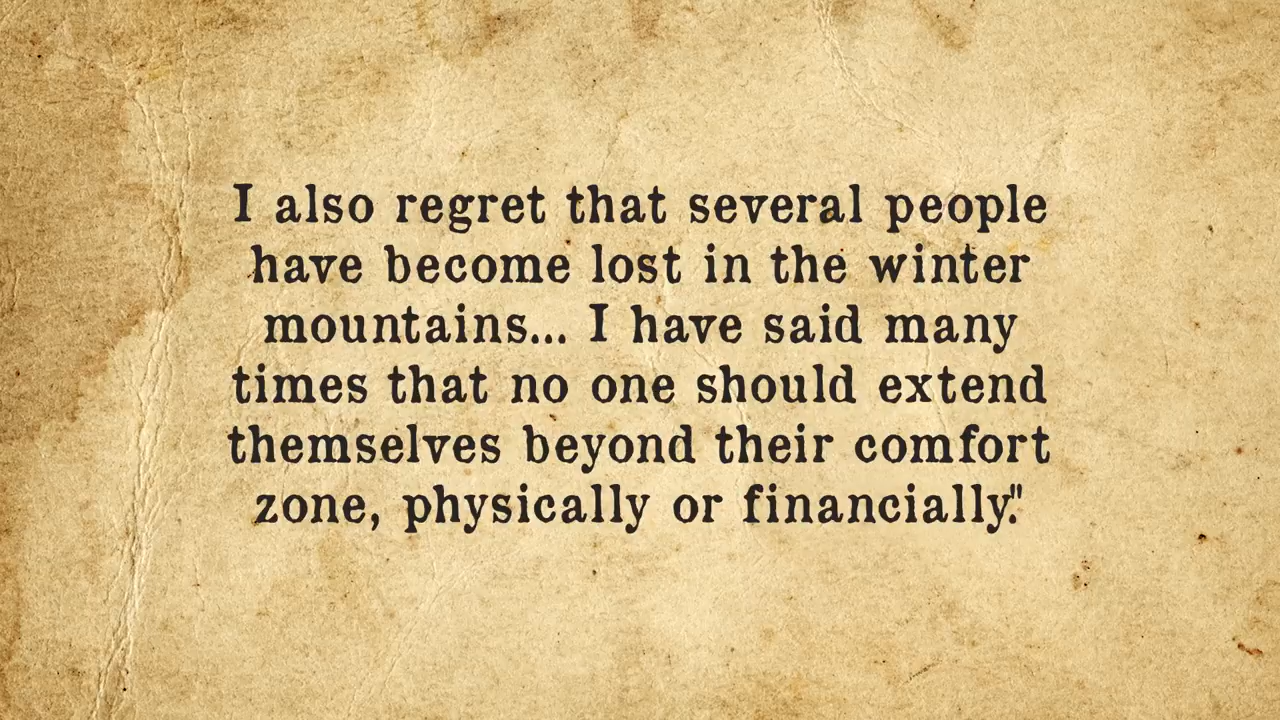 I also regret that several people
have become lost in the winter
mountains... I have said many
times that no one should extend
themselves beyond their comfort
zone, physically or financially."